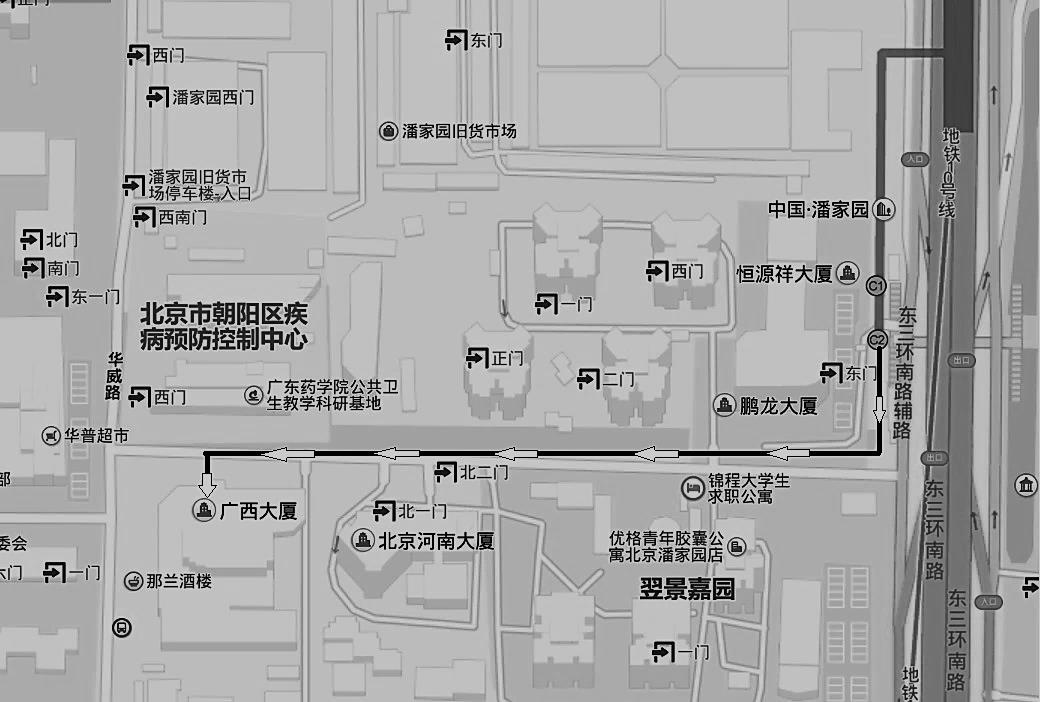 正门
西门
东门
潘家园西门
潘家园旧货市场
入口
地铁10号线
潘家园旧货市
场停车楼-入口
西南门
中国·潘家园
北门
南门
东一门
西门
恒源祥大厦
C1
一门
北京市朝阳区疾
病预防控制中心
东三环南路辅路
C2
正门
出口
华威路
二门
东门
西门
广东药学院公共卫
生教学科研基地
鹏龙大厦
华普超市
出口
北二门
部
锦程大学生
求职公寓
东三环南路
广西大厦
北一门
北京河南大厦
优格青年胶囊公
寓北京潘家园店
委会
六门
一门
那兰酒楼
翌景嘉园
入口
东三环南路
一门
地铁